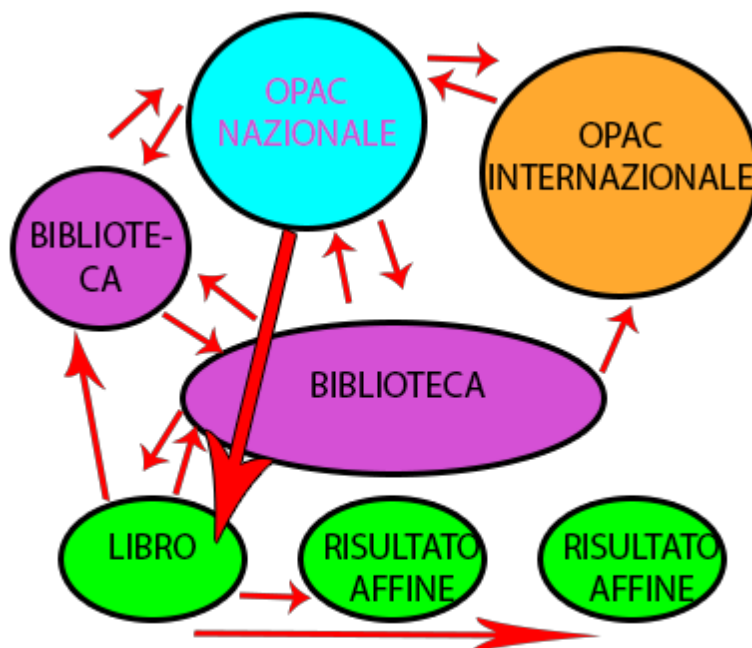 OPAC
NAZIONALE
OPAC
INTERNAZIONALE
BIBLIOTE-
CA
BIBLIOTECA
LIBRO
RISULTATO
AFFINE
RISULTATO
AFFINE